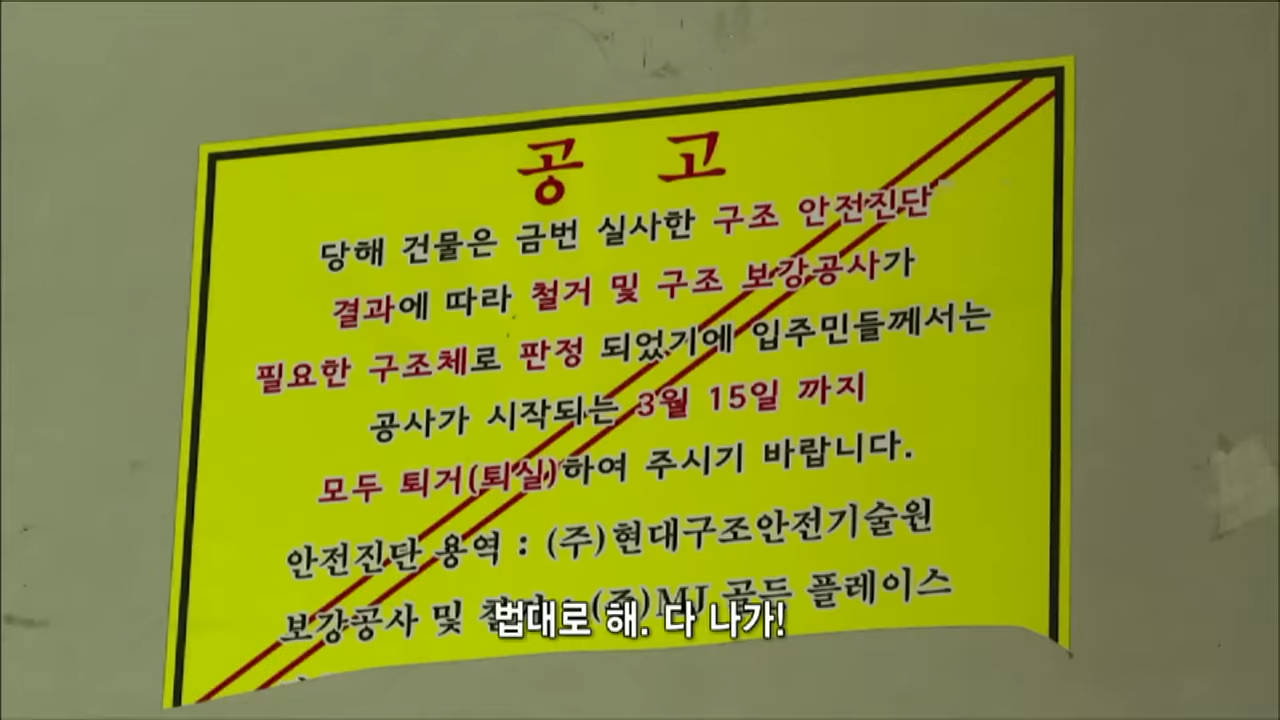 공 고
당해 건물은 금번 실사한 구조 안전진단
결과에 따라 철거 및 구조 보강공사가
필요한 구조체로 판정 되었기에 입주민들께서는
공사가 시작되는 3월 15일 까지
모두 퇴거(퇴실)하여 주시기 바랍니다.
안전진단 용역 : (주)현대구조안전기술원
보강공사 및 (주)MJ 골든 플레이스
법대로 해. 다 나가!